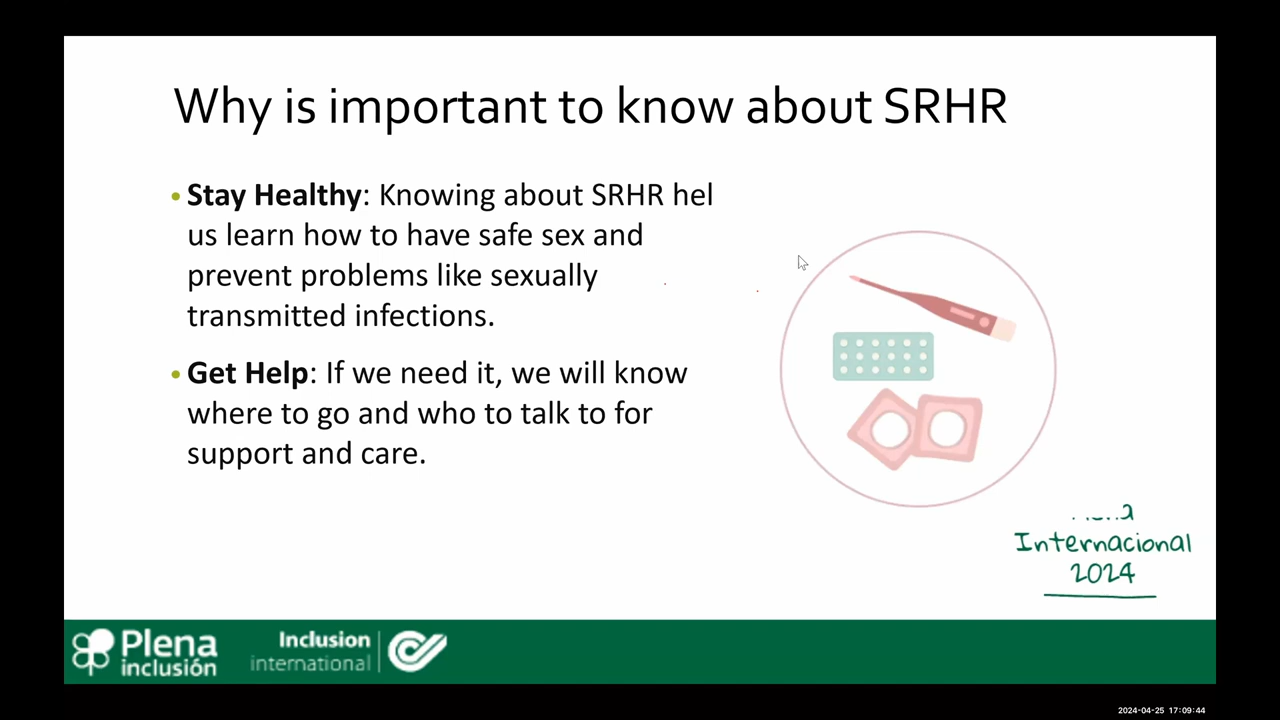 Why is important to know about SRHR
• Stay Healthy: Knowing about SRHR hel
us learn how to have safe sex and
prevent problems like sexually
transmitted infections.
• Get Help: If we need it, we will know
where to go and who to talk to for
support and care.
Internacional
2024
Plena
inclusión
Inclusion
international
2024-04-25 17:09:44